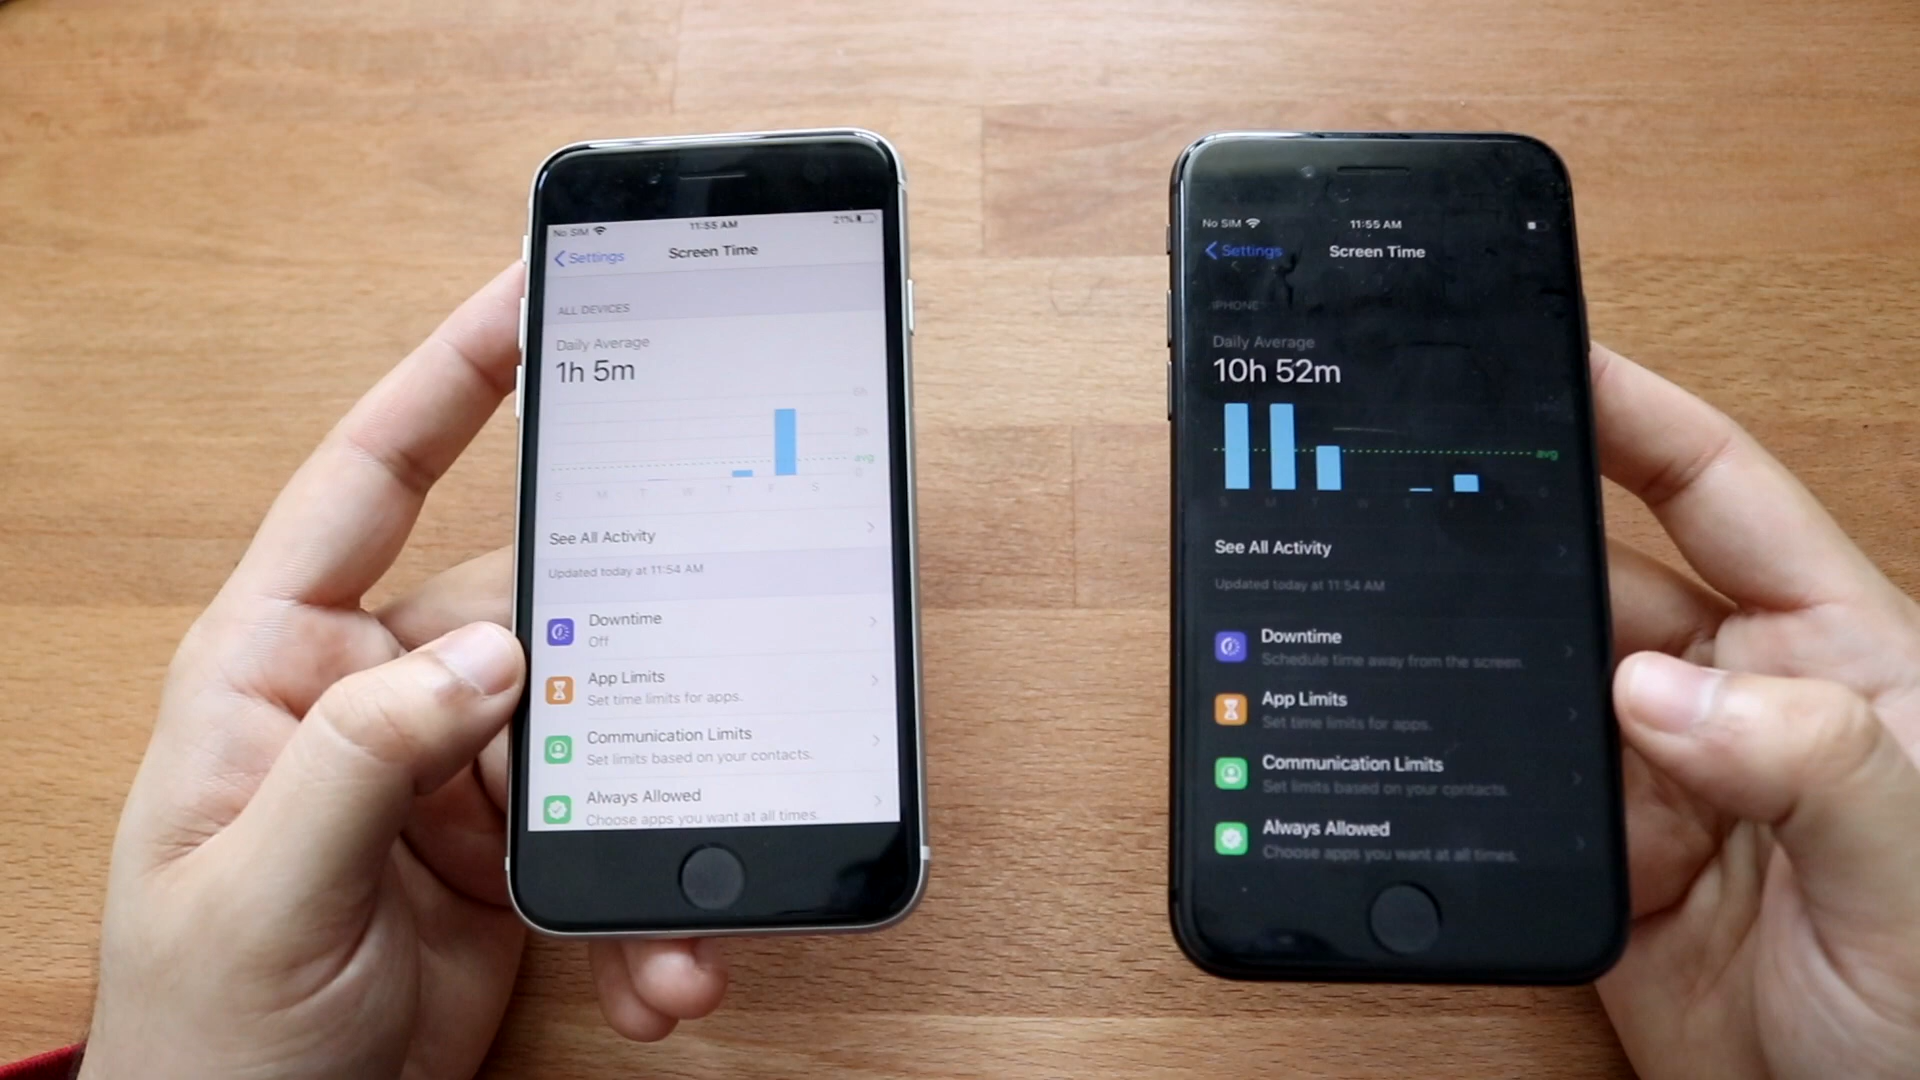 No SIM 11:55 AM 21%
Settings Screen Time
ALL DEVICES
Daily Average
1h 5m
avg
0
S M T W T F S
See All Activity
Updated today at 11:54 AM
Downtime
Off
App Limits
Set time limits for apps.
Communication Limits
Set limits based on your contacts.
Always Allowed
Choose apps you want at all times.
No SIM 11:55 AM
Settings Screen Time
IPHONE
Daily Average
10h 52m
avg
S M T W T F S
See All Activity
Updated today at 11:54 AM
Downtime
Schedule time away from the screen.
App Limits
Set time limits for apps.
Communication Limits
Set limits based on your contacts.
Always Allowed
Choose apps you want at all times.